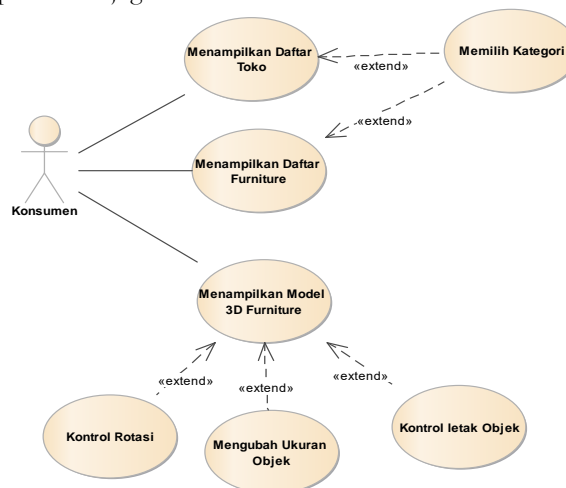 Menampilkan Daftar
Toko
Memilih Kategori
«extend»
«extend»
Menampilkan Daftar
Furniture
Konsumen
Menampilkan Model
3D Furniture
«extend»
«extend»
«extend»
Kontrol Rotasi
Mengubah Ukuran
Objek
Kontrol letak Objek